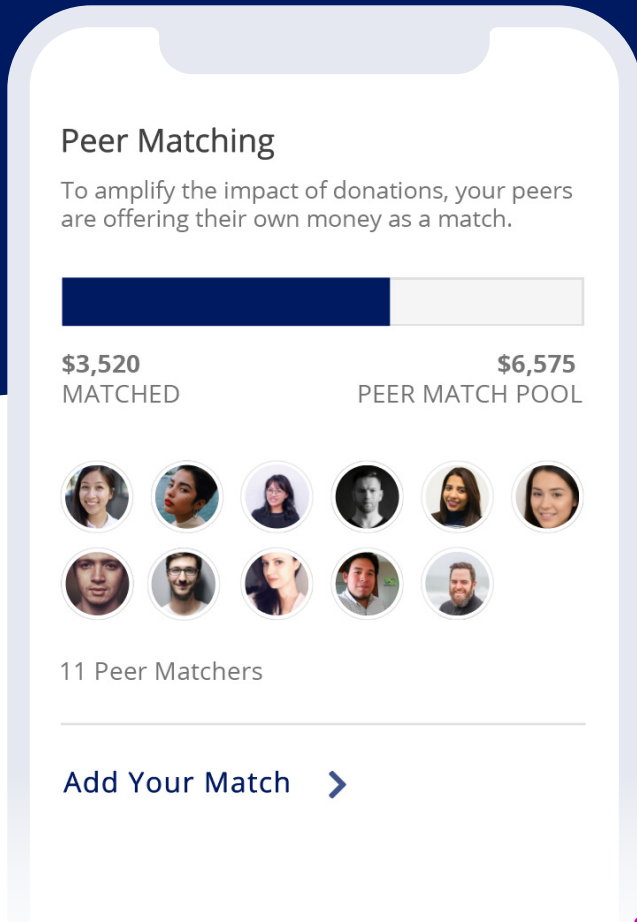 Peer Matching
To amplify the impact of donations, your peers
are offering their own money as a match.
$3,520
MATCHED
$6,575
PEER MATCH POOL
11 Peer Matchers
Add Your Match